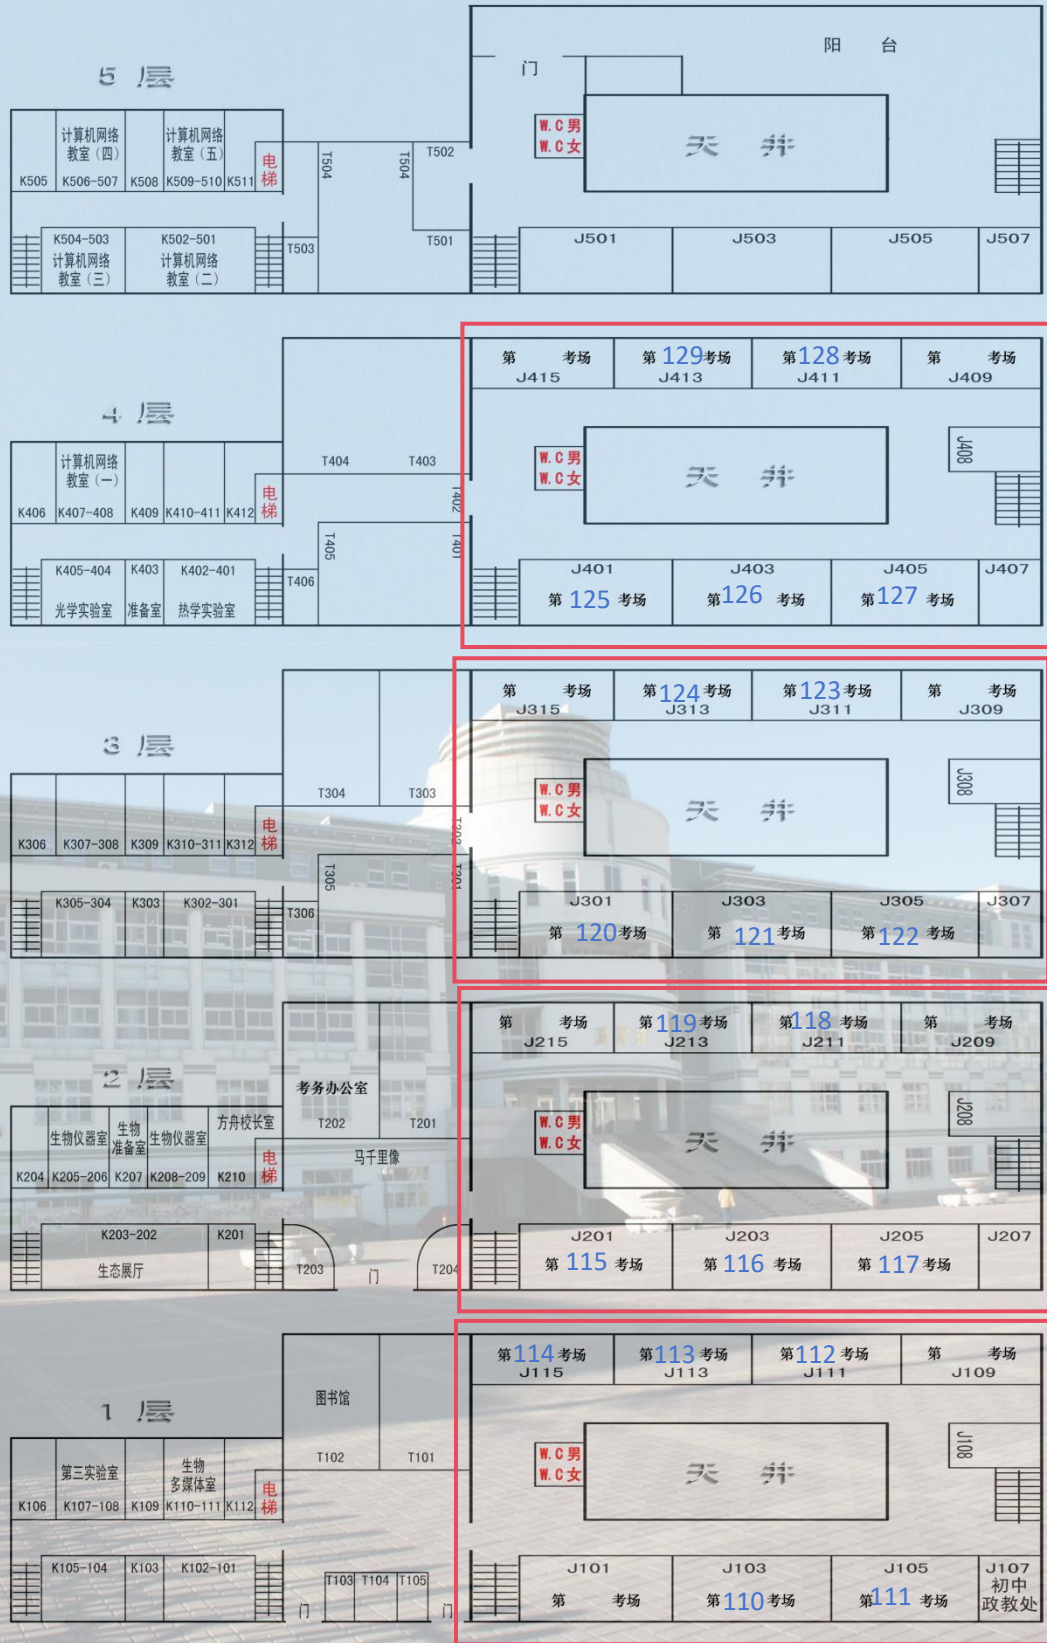 阳 台
门
5 层
计算机网络
教室（四）
计算机网络
教室（五）
电梯
K505 K506-507 K508 K509-510 K511
T504
T504
T502
W.C男
W.C女
天 井
K504-503
计算机网络
教室（三）
K502-501
计算机网络
教室（二）
T503
T501
J501 J503 J505 J507
第 考场
J415
第129考场
J413
第128考场
J411
第 考场
J409
4 层
计算机网络
教室（一）
电梯
K406 K407-408 K409 K410-411 K412
T404 T403
T402
T401
T405
T406
W.C男
W.C女
天 井
J408
K405-404
光学实验室
K403
准备室
K402-401
热学实验室
J401
第125考场
J403
第126考场
J405
第127考场
J407
第 考场
J315
第124考场
J313
第123考场
J311
第 考场
J309
3 层
电梯
K306 K307-308 K309 K310-311 K312
T304 T303
T302
T301
T305
T306
W.C男
W.C女
天 井
J308
K305-304 K303 K302-301
J301
第120考场
J303
第121考场
J305
第122考场
J307
第 考场
J215
第119考场
J213
第118考场
J211
第 考场
J209
2 层
考务办公室
T202 T201
马千里像
生物仪器室
生物
准备室
生物仪器室
方舟校长室
电梯
K204 K205-206 K207 K208-209 K210
W.C男
W.C女
天 井
J208
K203-202
生态展厅
K201
T203
门
T204
J201
第115考场
J203
第116考场
J205
第117考场
J207
第114考场
J115
第113考场
J113
第112考场
J111
第 考场
J109
1 层
图书馆
T102 T101
第三实验室
生物
多媒体室
电梯
K106 K107-108 K109 K110-111 K112
W.C男
W.C女
天 井
J108
K105-104 K103 K102-101
门
T103 T104 T105
门
J101
第 考场
J103
第110考场
J105
第111考场
J107
初中
政教处